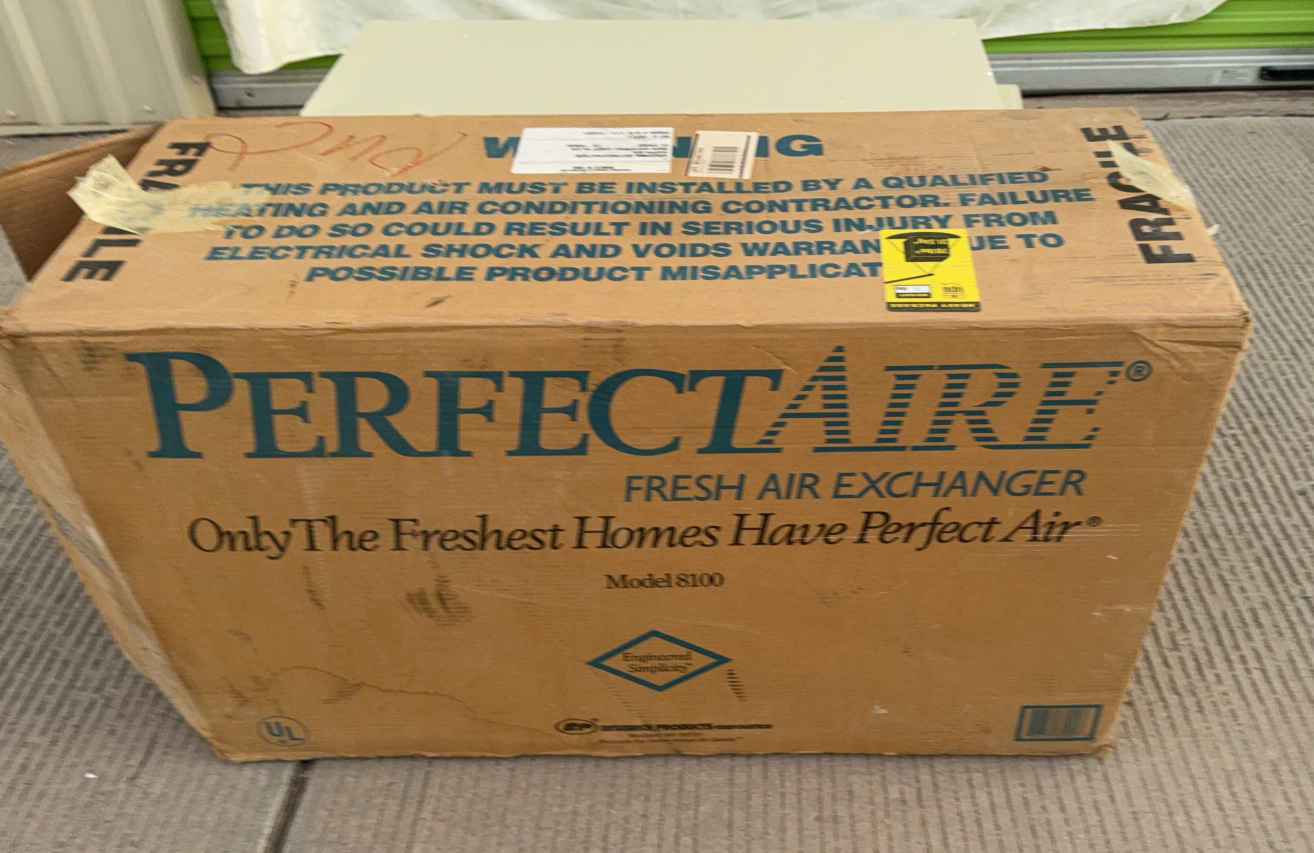 FRAGILE
THIS PRODUCT MUST BE INSTALLED BY A QUALIFIED
HEATING AND AIR CONDITIONING CONTRACTOR. FAILURE
TO DO SO COULD RESULT IN SERIOUS INJURY FROM
ELECTRICAL SHOCK AND VOIDS WARRAN UE TO
POSSIBLE PRODUCT MISAPPLICAT
PERFECTAIRE®
FRESH AIR EXCHANGER
Only The Freshest Homes Have Perfect Air®
Model 8100
Engineered
Simplicity
UL